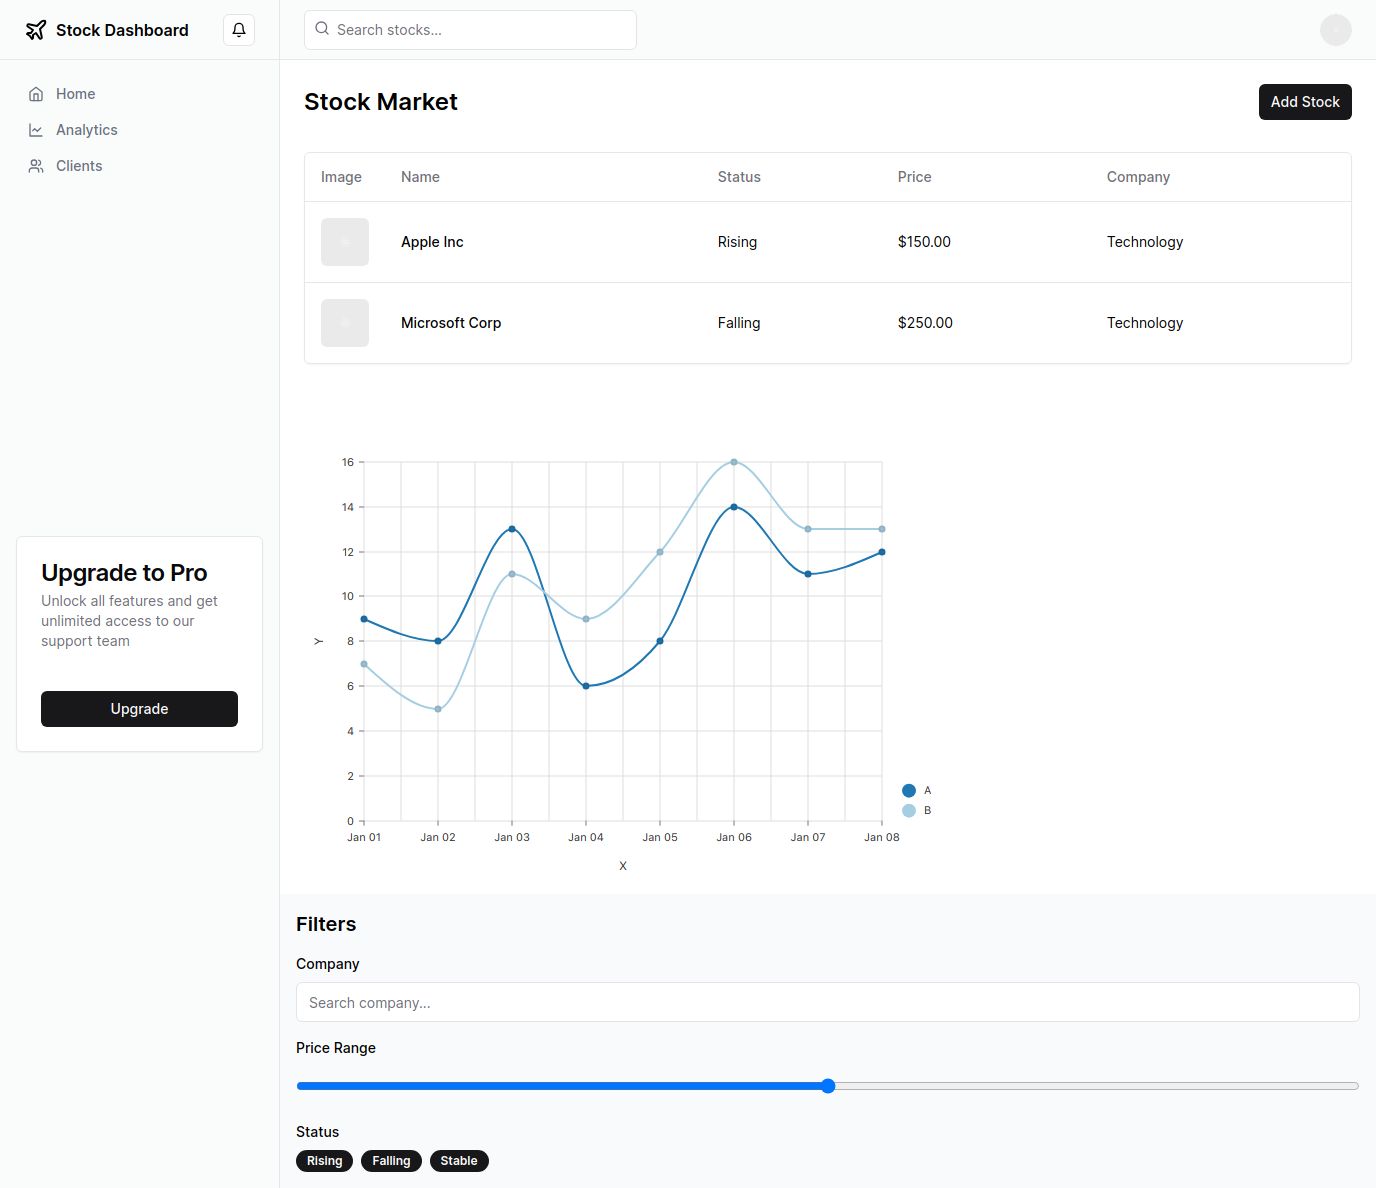 Stock Dashboard
Search stocks...
Home
Analytics
Clients
Upgrade to Pro
Unlock all features and get
unlimited access to our
support team
Upgrade
Stock Market
Add Stock
Image Name Status Price Company
Apple Inc Rising $150.00 Technology
Microsoft Corp Falling $250.00 Technology
16
14
12
10
8
6
4
2
0
Y
Jan 01 Jan 02 Jan 03 Jan 04 Jan 05 Jan 06 Jan 07 Jan 08
X
A
B
Filters
Company
Search company...
Price Range
Status
Rising Falling Stable